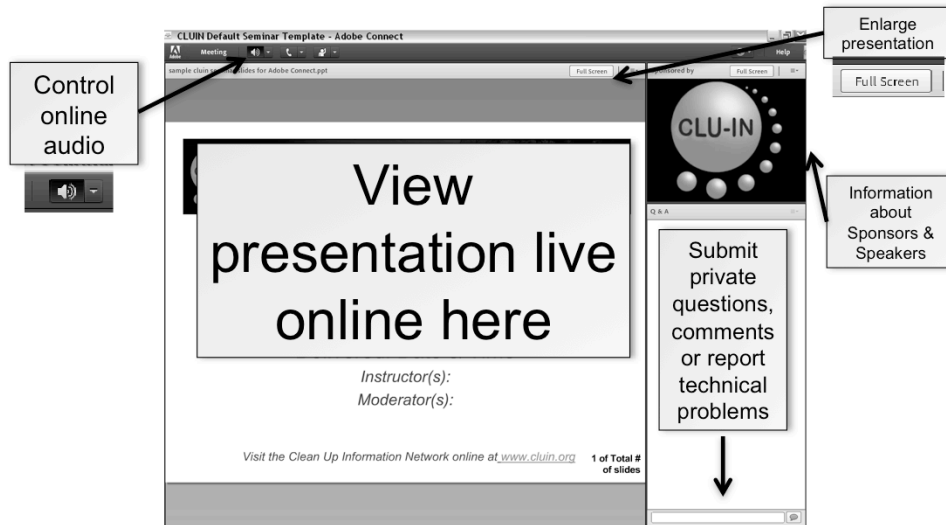 CLUIN Default Seminar Template - Adobe Connect
Adobe
Meeting
Help
sample cluin
slides for Adobe Connect.ppt
Full Screen
by
Full Screen
Enlarge
presentation
Full Screen
Control
online
audio
CLU-IN
View
presentation live
online here
Information
about
Sponsors &
Speakers
Q & A
Submit
private
questions,
comments
or report
technical
problems
Instructor(s):
Moderator(s):
Visit the Clean Up Information Network online at www.cluin.org
1 of Total #
of slides